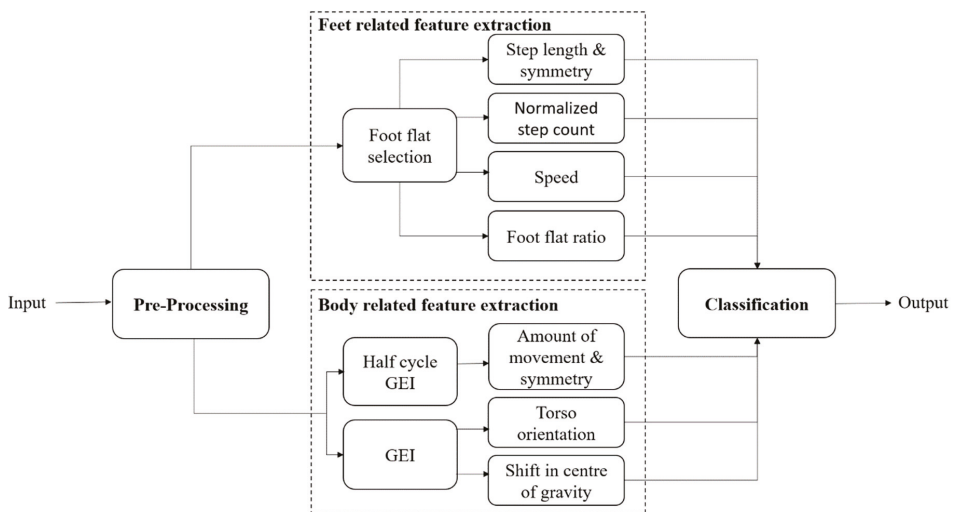 Feet related feature extraction
Step length &
symmetry
Normalized
step count
Foot flat
selection
Speed
Foot flat ratio
Input
Pre-Processing
Classification
Output
Body related feature extraction
Half cycle
GEI
Amount of
movement &
symmetry
GEI
Torso
orientation
Shift in centre
of gravity